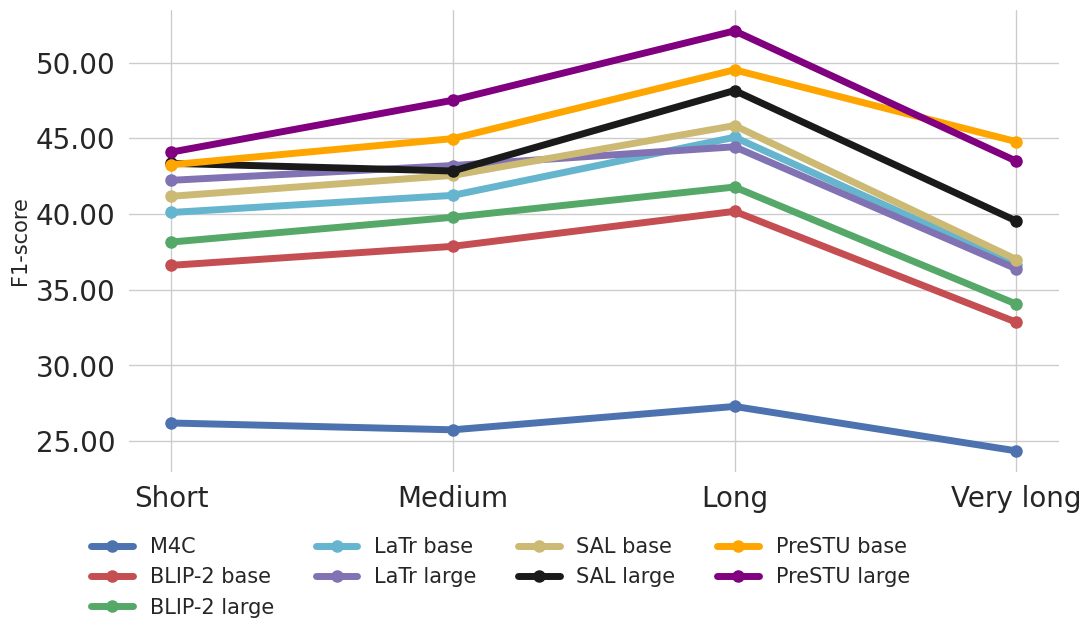 50.00
45.00
40.00
35.00
30.00
25.00
F1-score
Short Medium Long Very long
M4C LaTr base SAL base PreSTU base
BLIP-2 base LaTr large SAL large PreSTU large
BLIP-2 large